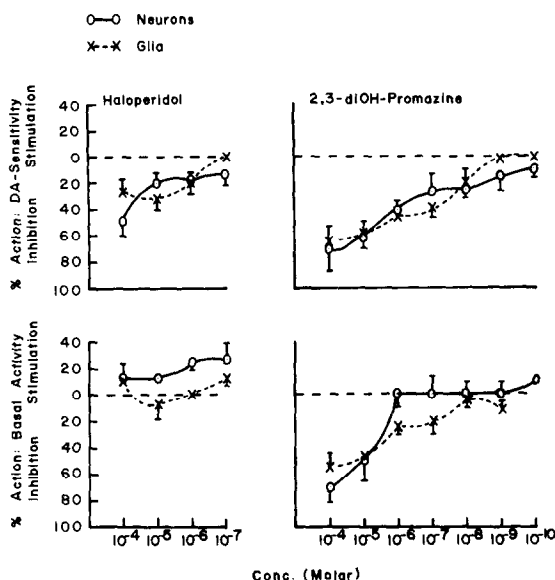 Neurons
Glia
Haloperidol
2,3-diOH-Promazine
% Action: DA-Sensitivity
Inhibition Stimulation
40
20
0
20
40
60
80
100
% Action: Basal Activity
Inhibition Stimulation
40
20
0
20
40
60
80
100
10-4 10-5 10-6 10-7
10-4 10-5 10-6 10-7 10-8 10-9 10-10
Conc. (Molar)